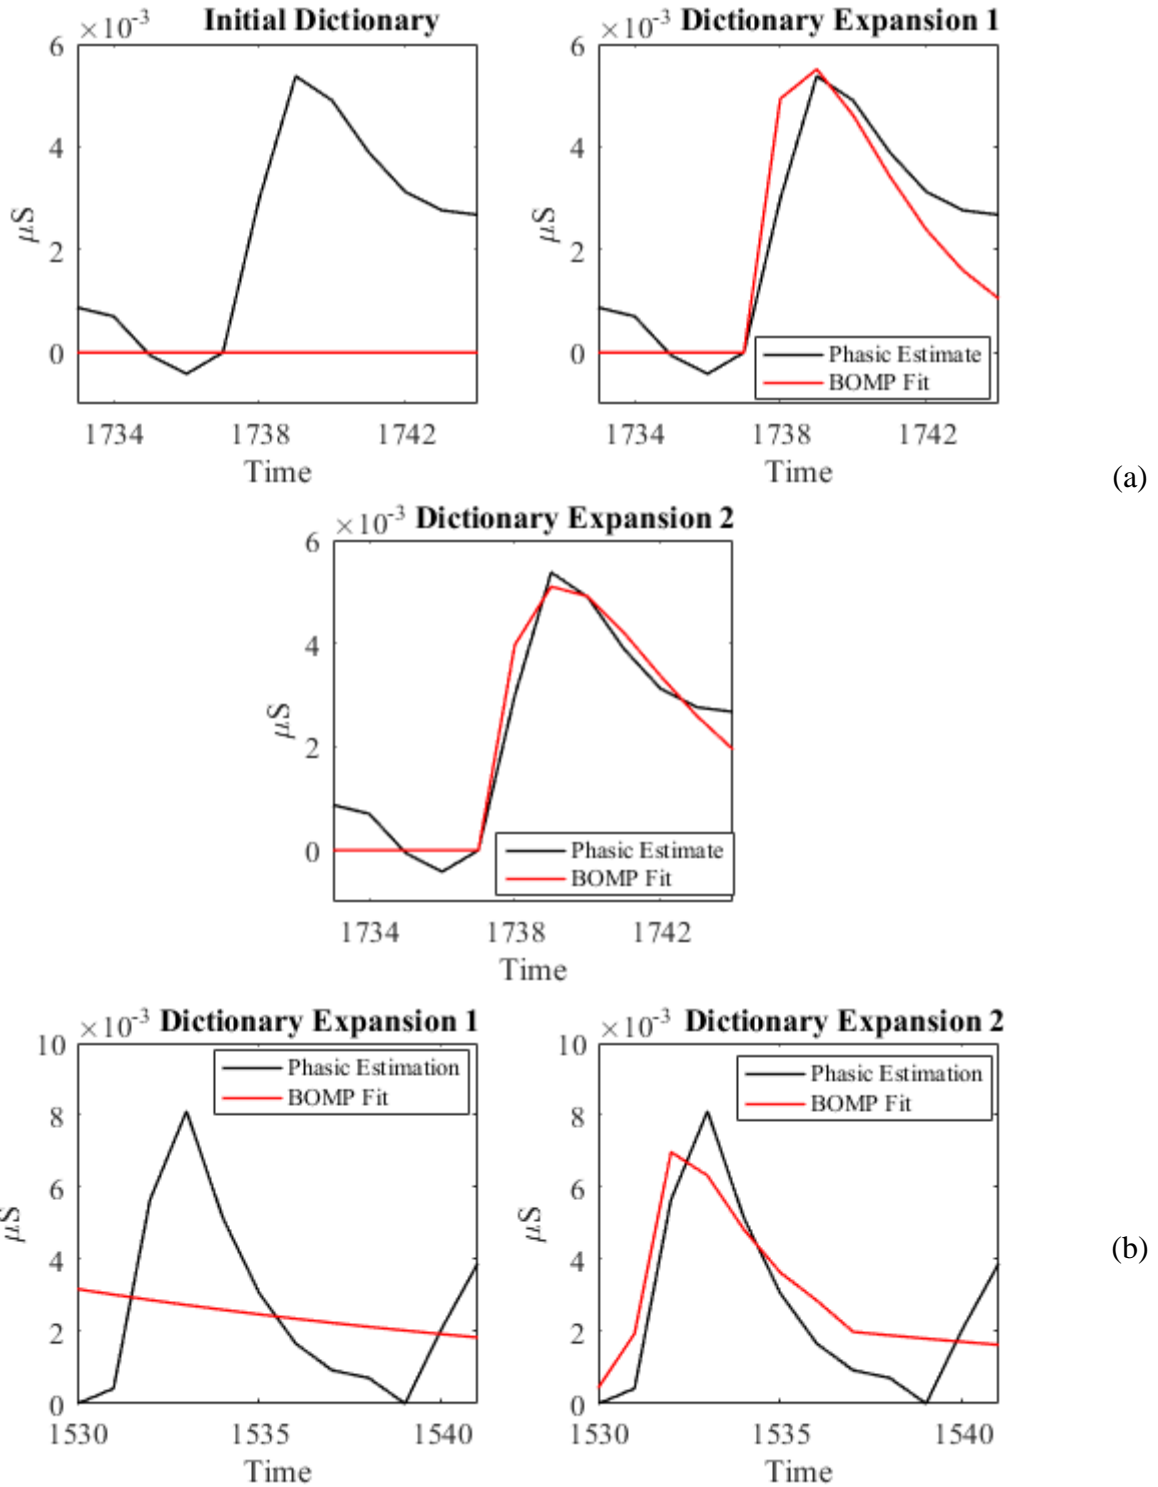 ×10-3 Initial Dictionary
6
4
2
0
μS
1734 1738 1742
Time
×10-3 Dictionary Expansion 1
6
4
2
0
μS
Phasic Estimate
BOMP Fit
1734 1738 1742
Time
(a)
×10-3 Dictionary Expansion 2
6
4
2
0
μS
Phasic Estimate
BOMP Fit
1734 1738 1742
Time
×10-3 Dictionary Expansion 1
10
8
6
4
2
0
μS
Phasic Estimation
BOMP Fit
1530 1535 1540
Time
×10-3 Dictionary Expansion 2
10
8
6
4
2
0
μS
Phasic Estimation
BOMP Fit
1530 1535 1540
Time
(b)